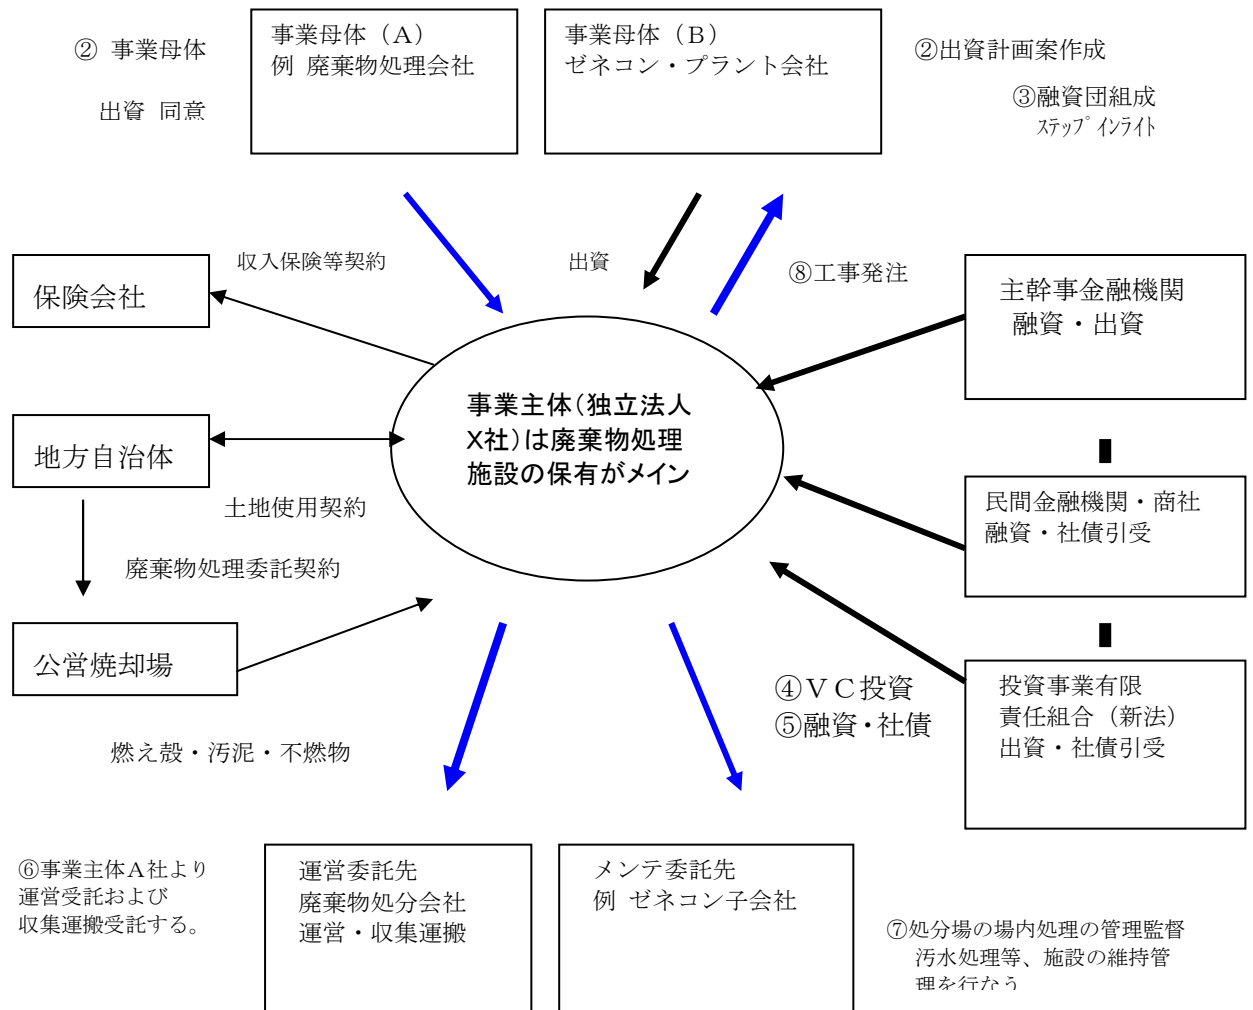 ② 事業母体
出資 同意
事業母体（A）
例 廃棄物処理会社
事業母体（B）
ゼネコン・プラント会社
②出資計画案作成
③融資団組成
ｽﾃｯﾌﾟｲﾝﾗｲﾄ
収入保険等契約
出資
⑧工事発注
保険会社
主幹事金融機関
融資・出資
事業主体（独立法人
X社）は廃棄物処理
施設の保有がメイン
地方自治体
土地使用契約
民間金融機関・商社
融資・社債引受
廃棄物処理委託契約
公営焼却場
④ＶＣ投資
⑤融資・社債
投資事業有限
責任組合（新法）
出資・社債引受
燃え殻・汚泥・不燃物
⑥事業主体Ａ社より
運営受託および
収集運搬受託する。
運営委託先
廃棄物処分会社
運営・収集運搬
メンテ委託先
例 ゼネコン子会社
⑦処分場の場内処理の管理監督
汚水処理等、施設の維持管
理を行なう